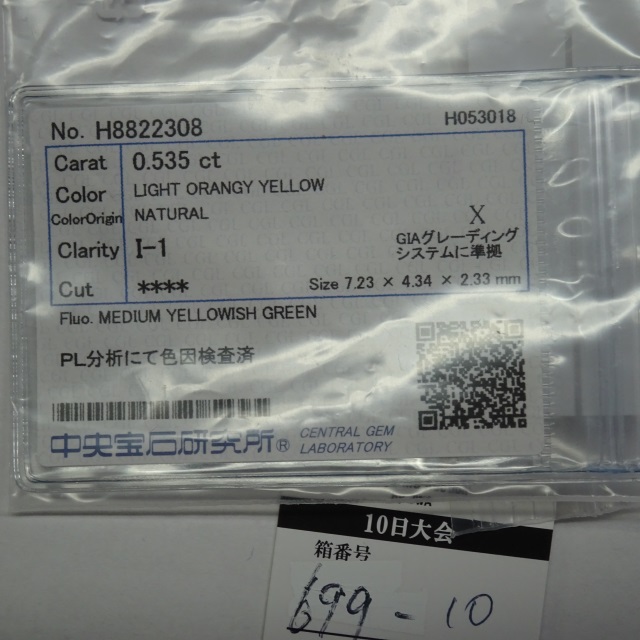 No. H8822308
H053018
Carat 0.535 ct
Color LIGHT ORANGY YELLOW
ColorOrigin NATURAL
X
Clarity I-1
GIAグレーディング
システムに準拠
Cut ****
Size 7.23 × 4.34 × 2.33 mm
Fluo. MEDIUM YELLOWISH GREEN
PL分析にて色因検査済
中央宝石研究所® CENTRAL GEM
LABORATORY
10日大会
箱番号
699-10